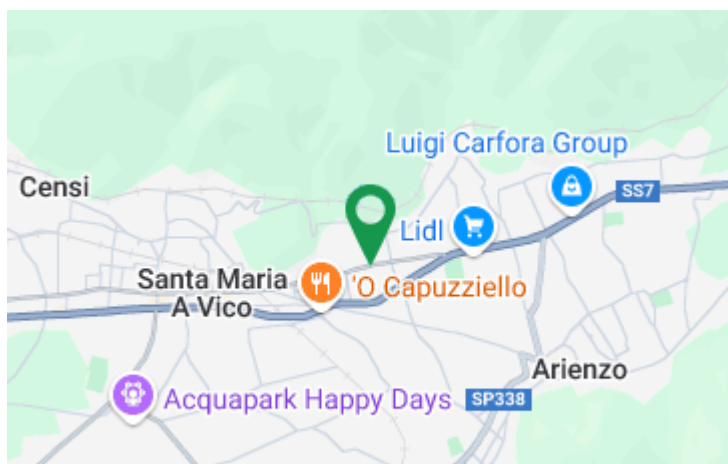 Luigi Carfora Group
Censi
SS7
Lidl
Santa Maria
A Vico
'O Capuzziello
Arienzo
Acquapark Happy Days
SP338